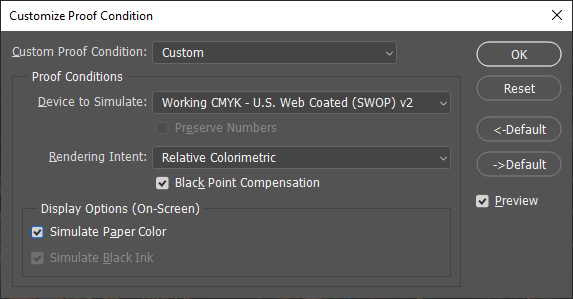 Customize Proof Condition
Custom Proof Condition: Custom
OK
Proof Conditions
Reset
Device to Simulate: Working CMYK - U.S. Web Coated (SWOP) v2
Preserve Numbers
<-Default
Rendering Intent: Relative Colorimetric
->Default
Black Point Compensation
Preview
Display Options (On-Screen)
Simulate Paper Color
Simulate Black Ink